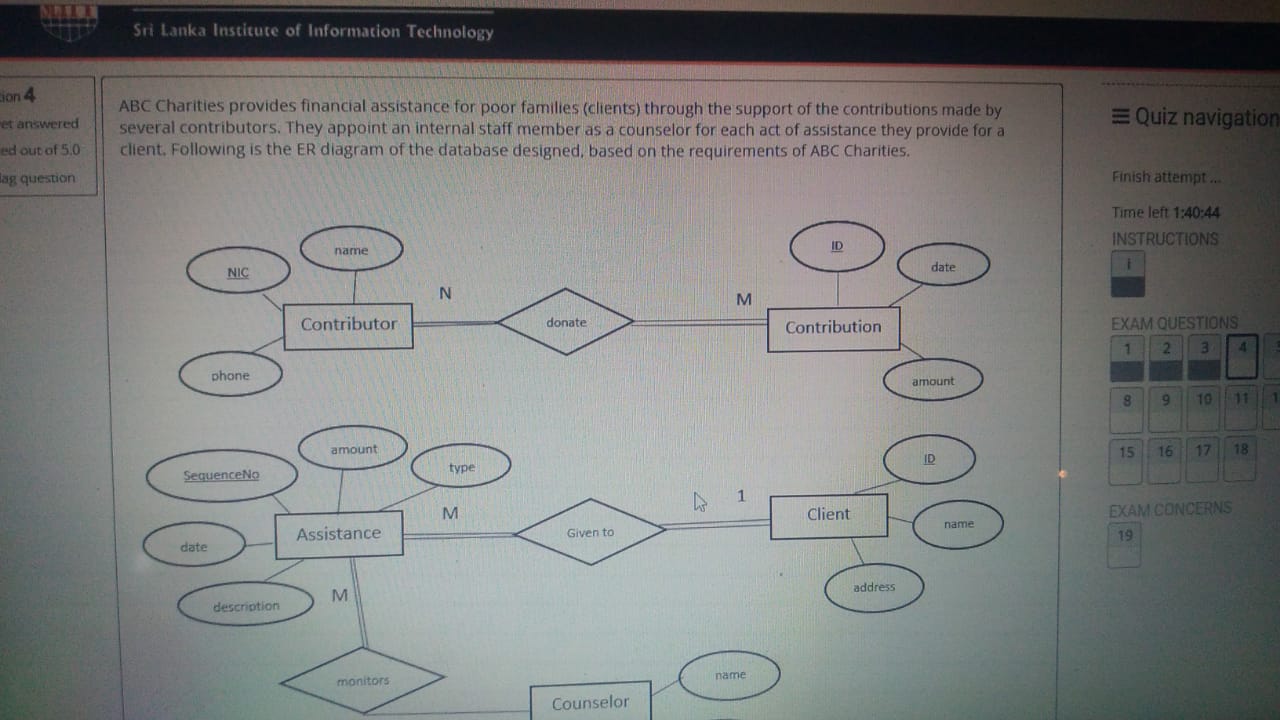 Sri Lanka Institute of Information Technology
4
answered
out of 5.0
question
ABC Charities provides financial assistance for poor families (clients) through the support of the contributions made by
several contributors. They appoint an internal staff member as a counselor for each act of assistance they provide for a
client. Following is the ER diagram of the database designed, based on the requirements of ABC Charities.
Quiz navigation
Finish attempt ...
Time left 1:40:44
INSTRUCTIONS
i
EXAM QUESTIONS
1 2 3 4
8 9 10 11
15 16 17 18
EXAM CONCERNS
19
NIC
name
phone
Contributor
N
donate
M
Contribution
ID
date
amount
SequenceNo
amount
type
date
description
Assistance
M
Given to
1
Client
ID
name
address
M
monitors
Counselor
name